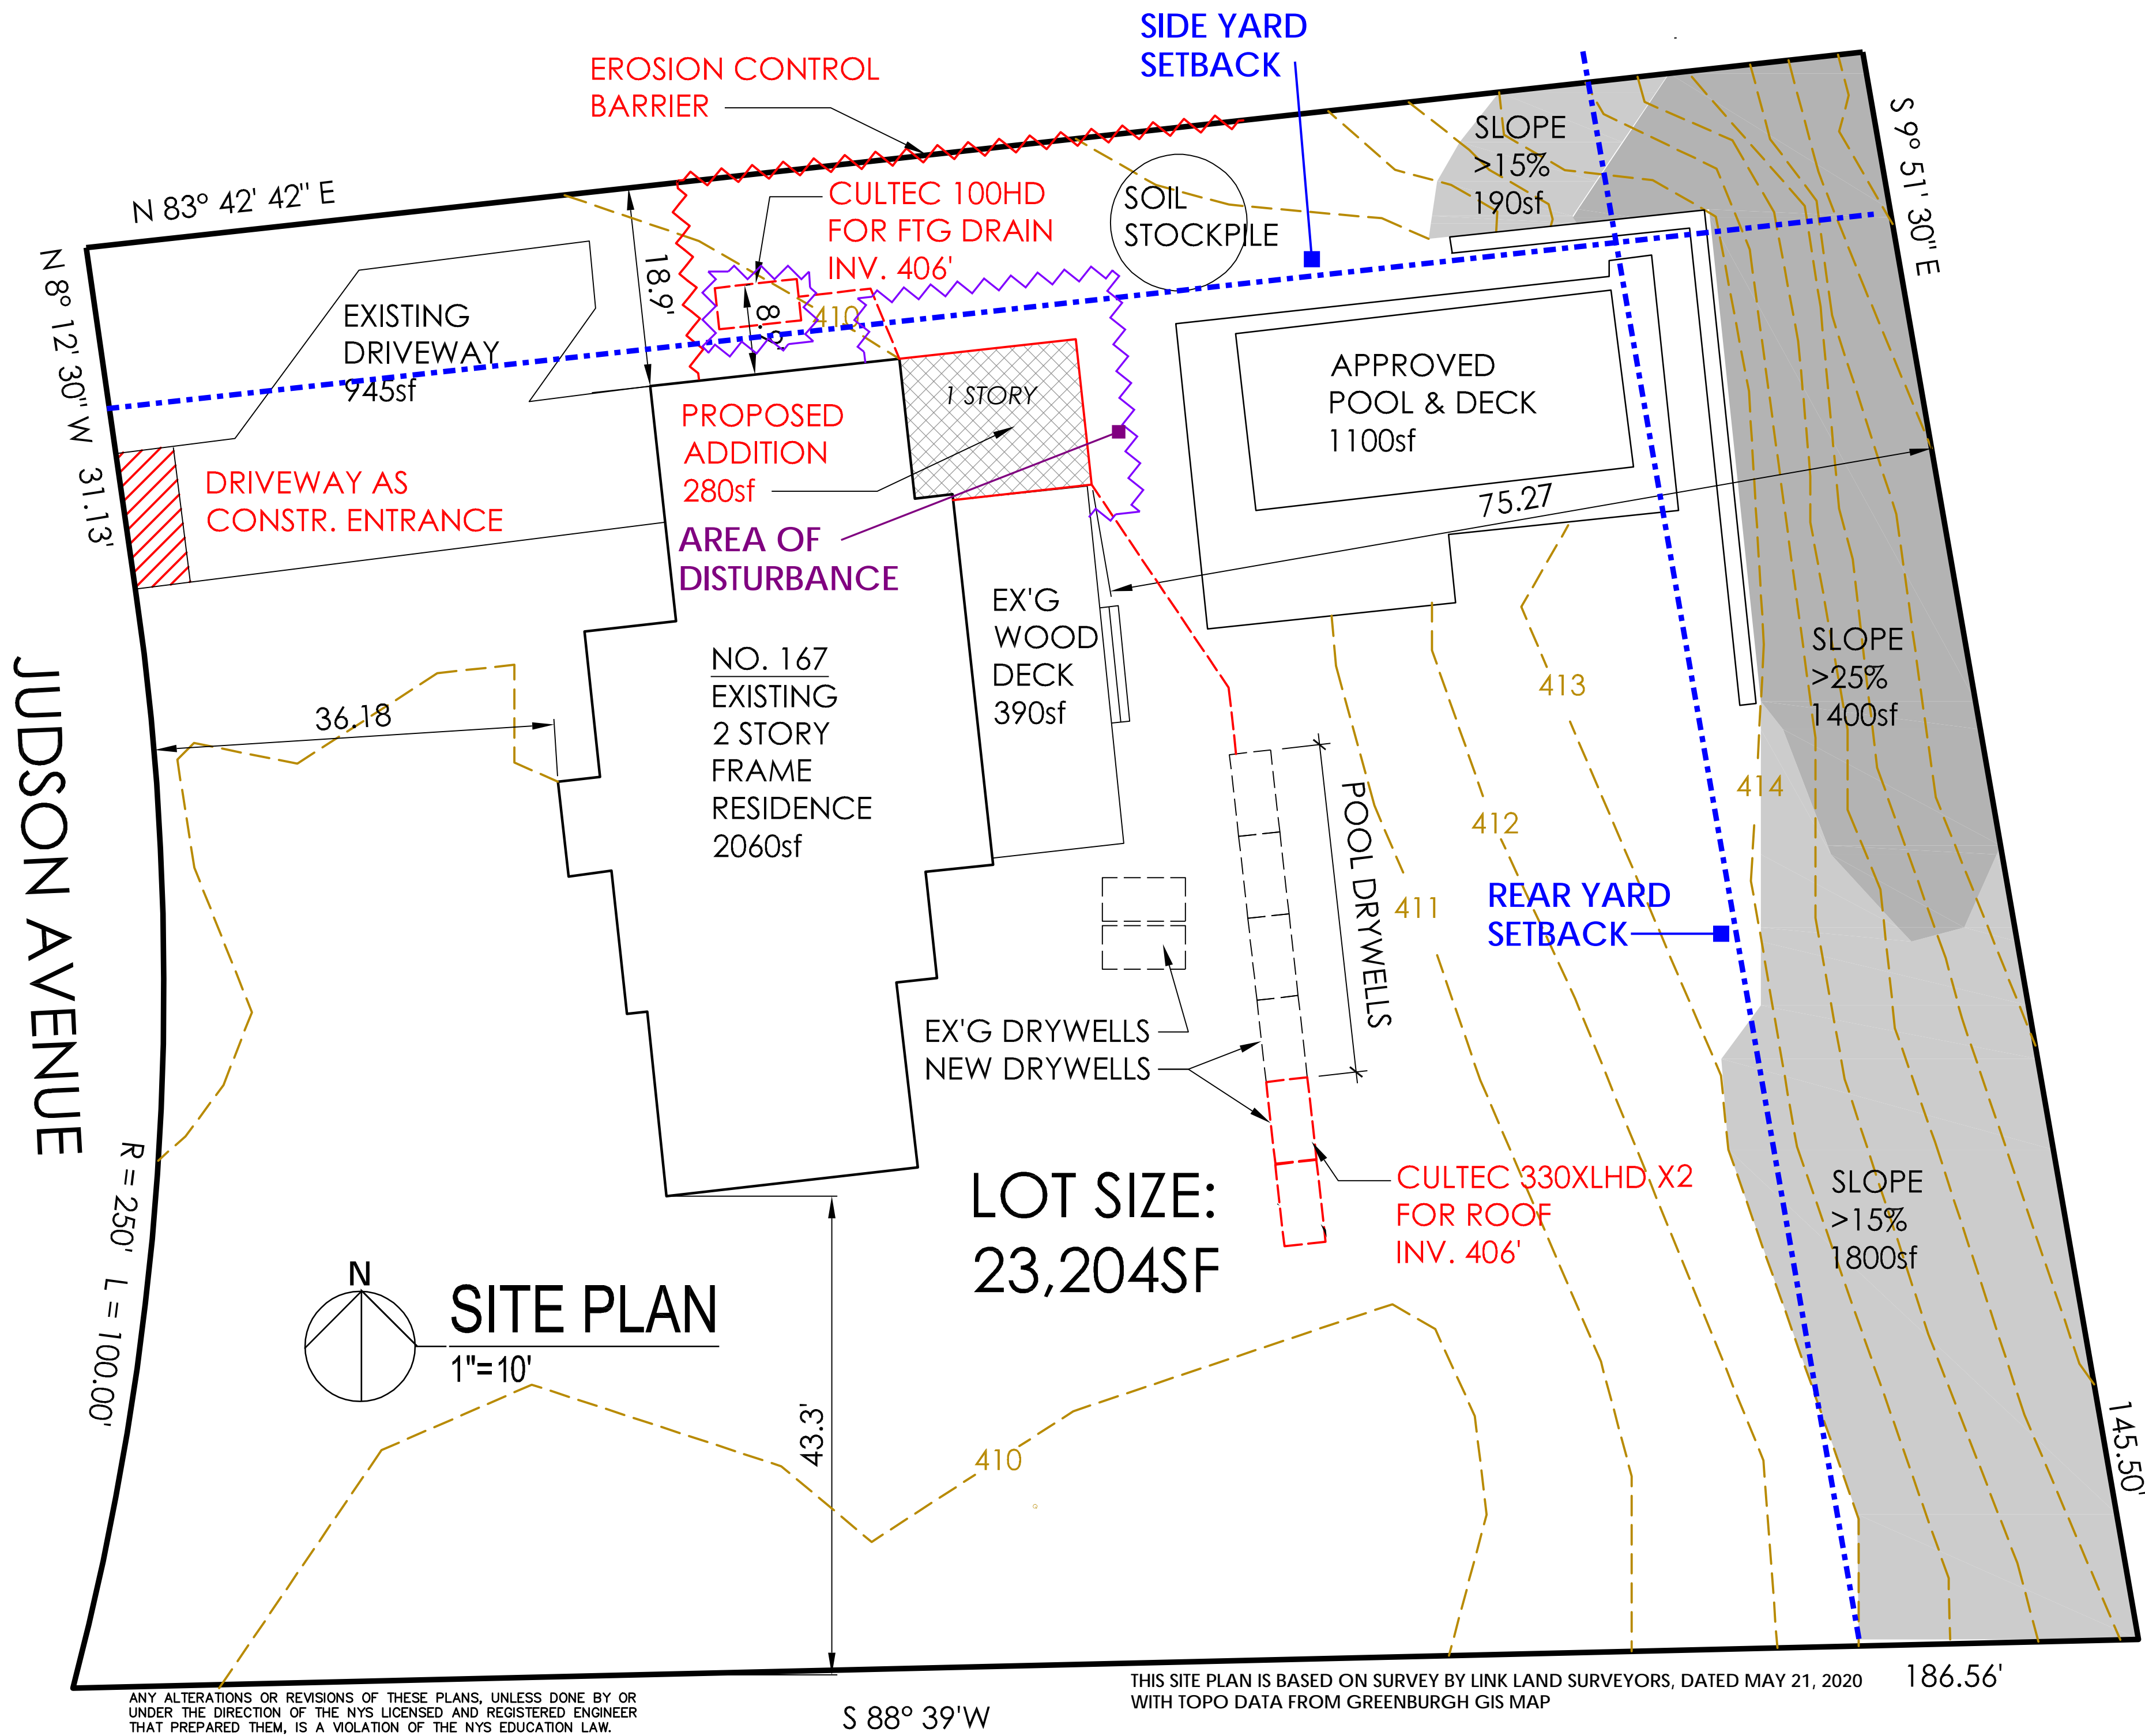 SIDE YARD
SETBACK
EROSION CONTROL
BARRIER
N 83° 42' 42" E
S 9° 51' 30" E
SLOPE
>15%
190sf
SOIL
STOCKPILE
CULTEC 100HD
FOR FTG DRAIN
INV. 406'
18.9'
410
N 8° 12' 30" W 31.13'
EXISTING
DRIVEWAY
945sf
1 STORY
APPROVED
POOL & DECK
1100sf
PROPOSED
ADDITION
280sf
DRIVEWAY AS
CONSTR. ENTRANCE
75.27
AREA OF
DISTURBANCE
EX'G
WOOD
DECK
390sf
NO. 167
EXISTING
2 STORY
FRAME
RESIDENCE
2060sf
SLOPE
>25%
1400sf
413
36.18
JUDSON AVENUE
414
412
POOL DRYWELLS
411
REAR YARD
SETBACK
EX'G DRYWELLS
NEW DRYWELLS
R = 250' L = 100.00'
LOT SIZE:
23,204SF
CULTEC 330XLHD X2
FOR ROOF
INV. 406'
SLOPE
>15%
1800sf
N
SITE PLAN
1"=10'
43.3'
410
145.50'
THIS SITE PLAN IS BASED ON SURVEY BY LINK LAND SURVEYORS, DATED MAY 21, 2020
WITH TOPO DATA FROM GREENBURGH GIS MAP
186.56'
ANY ALTERATIONS OR REVISIONS OF THESE PLANS, UNLESS DONE BY OR
UNDER THE DIRECTION OF THE NYS LICENSED AND REGISTERED ENGINEER
THAT PREPARED THEM, IS A VIOLATION OF THE NYS EDUCATION LAW.
S 88° 39'W